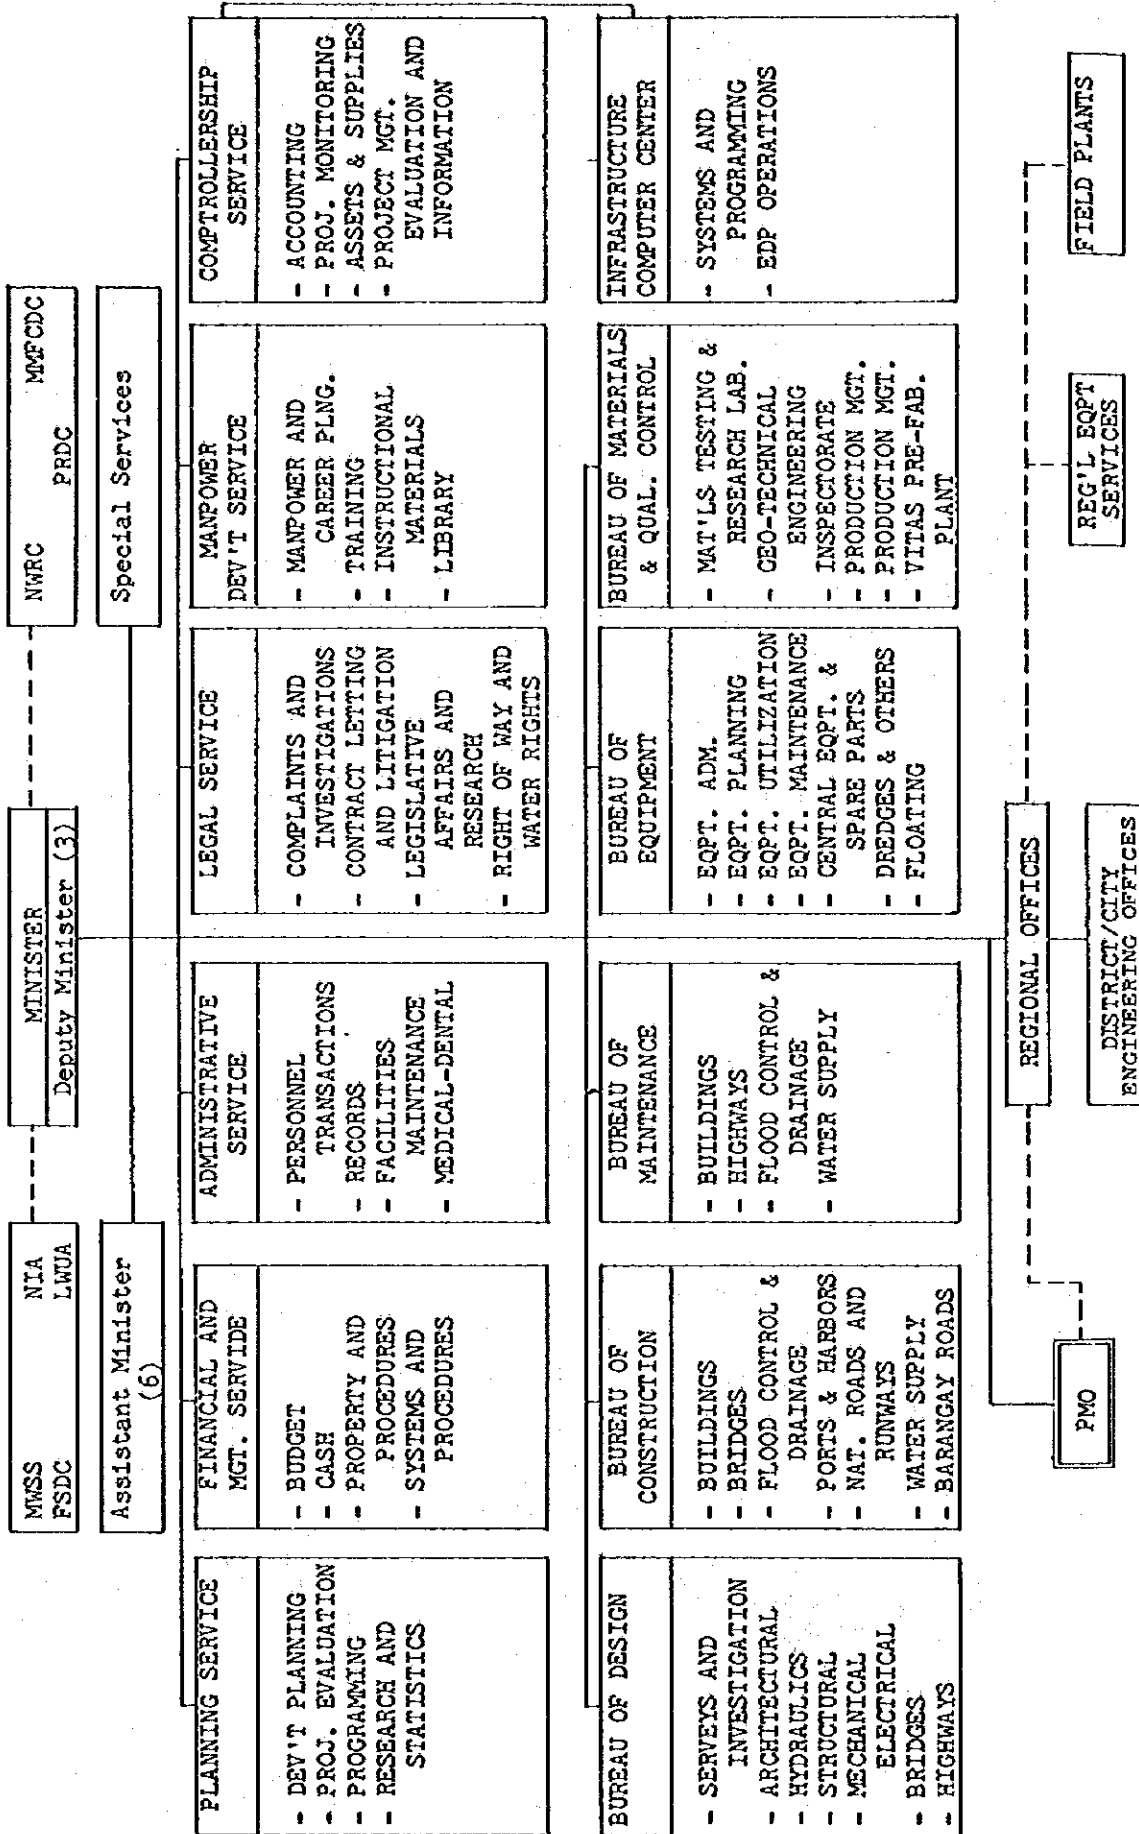 MWSS NIA
FSDC LWUA
MINISTER
Deputy Minister (3)
NWRC MMFCDC
PRDC
Assistant Minister
(6)
Special Services
PLANNING SERVICE
- DEV'T PLANNING
- PROJ. EVALUATION
- PROGRAMMING
- RESEARCH AND
STATISTICS
FINANCIAL AND
MGT. SERVIDE
- BUDGET
- CASH
- PROPERTY AND
PROCEDURES
- SYSTEMS AND
PROCEDURES
ADMINISTRATIVE
SERVICE
- PERSONNEL
TRANSACTIONS
- RECORDS
- FACILITIES
MAINTENANCE
- MEDICAL-DENTAL
LEGAL SERVICE
- COMPLAINTS AND
INVESTIGATIONS
- CONTRACT LETTING
AND LITIGATION
- LEGISLATIVE
AFFAIRS AND
RESEARCH
- RIGHT OF WAY AND
WATER RIGHTS
MANPOWER
DEV'T SERVICE
- MANPOWER AND
CAREER PLNG.
- TRAINING
- INSTRUCTIONAL
MATERIALS
- LIBRARY
COMPTROLLERSHIP
SERVICE
- ACCOUNTING
- PROJ. MONITORING
- ASSETS & SUPPLIES
- PROJECT MGT.
EVALUATION AND
INFORMATION
BUREAU OF DESIGN
- SERVEYS AND
INVESTIGATION
- ARCHITECTURAL
- HYDRAULICS
- STRUCTURAL
- MECHANICAL
ELECTRICAL
- BRIDGES
- HIGHWAYS
BUREAU OF
CONSTRUCTION
- BUILDINGS
- BRIDGES
- FLOOD CONTROL &
DRAINAGE
- PORTS & HARBORS
- NAT. ROADS AND
RUNWAYS
- WATER SUPPLY
- BARANGAY ROADS
BUREAU OF
MAINTENANCE
- BUILDINGS
- HIGHWAYS
- FLOOD CONTROL &
DRAINAGE
- WATER SUPPLY
BUREAU OF
EQUIPMENT
- EQPT. ADM.
- EQPT. PLANNING
- EQPT. UTILIZATION
- EQPT. MAINTENANCE
- CENTRAL EQPT. &
SPARE PARTS
- DREDGES & OTHERS
- FLOATING
BUREAU OF MATERIALS
& QUAL. CONTROL
- MAT'LS TESTING &
RESEARCH LAB.
- GEO-TECHNICAL
ENGINEERING
- INSPECTORATE
- PRODUCTION MGT.
- PRODUCTION MGT.
- VITAS PRE-FAB.
PLANT
INFRASTRUCTURE
COMPUTER CENTER
- SYSTEMS AND
PROGRAMMING
- EDP OPERATIONS
PMO
REGIONAL OFFICES
DISTRICT/CITY
ENGINEERING OFFICES
REG'L EQPT
SERVICES
FIELD PLANTS